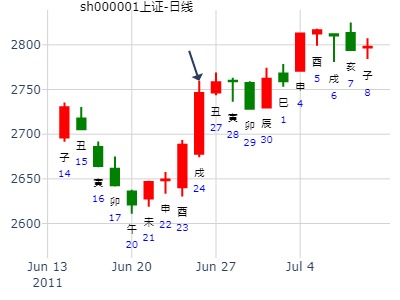 sh000001上证-日线
2800
2750
2700
2650
2600
子
14
丑
15
寅
16
卯
17
午
20
未
21
申
22
酉
23
戌
24
丑
27
寅
28
卯
29
辰
30
巳
1
申
4
酉
5
戌
6
亥
7
子
8
Jun 13
2011
Jun 20
Jun 27
Jul 4